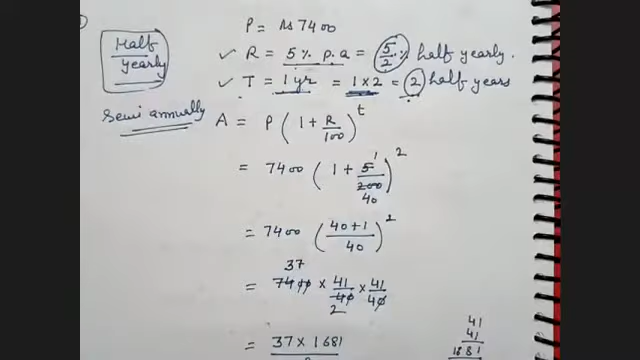 P = Rs 7400
Half yearly
✓ R = 5 % p.a = 5/2 % half yearly.
✓ T = 1 yr = 1 × 2 = 2 half years
Semi annually
A = P ( 1 + R/100 )^t
= 7400 ( 1 + 5/200 )^2
1
40
= 7400 ( 40+1 / 40 )^2
37
= 7400 × 41/40 × 41/40
2
= 37 × 1681
41
41
1681